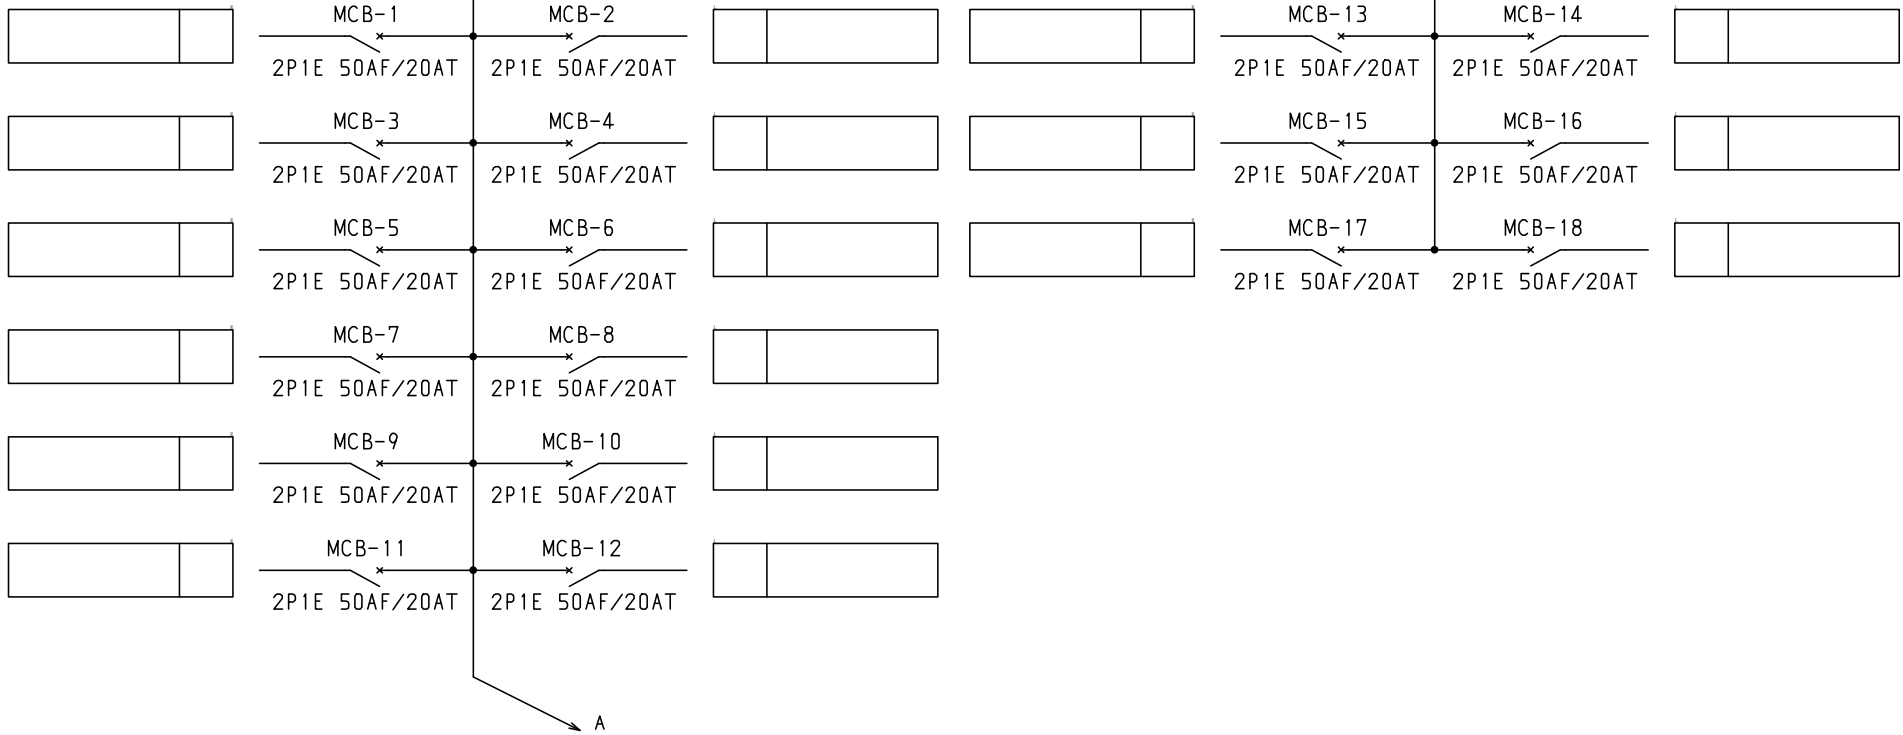 MCB-1 MCB-2 MCB-13 MCB-14
2P1E 50AF/20AT 2P1E 50AF/20AT 2P1E 50AF/20AT 2P1E 50AF/20AT
MCB-3 MCB-4 MCB-15 MCB-16
2P1E 50AF/20AT 2P1E 50AF/20AT 2P1E 50AF/20AT 2P1E 50AF/20AT
MCB-5 MCB-6 MCB-17 MCB-18
2P1E 50AF/20AT 2P1E 50AF/20AT 2P1E 50AF/20AT 2P1E 50AF/20AT
MCB-7 MCB-8
2P1E 50AF/20AT 2P1E 50AF/20AT
MCB-9 MCB-10
2P1E 50AF/20AT 2P1E 50AF/20AT
MCB-11 MCB-12
2P1E 50AF/20AT 2P1E 50AF/20AT
A